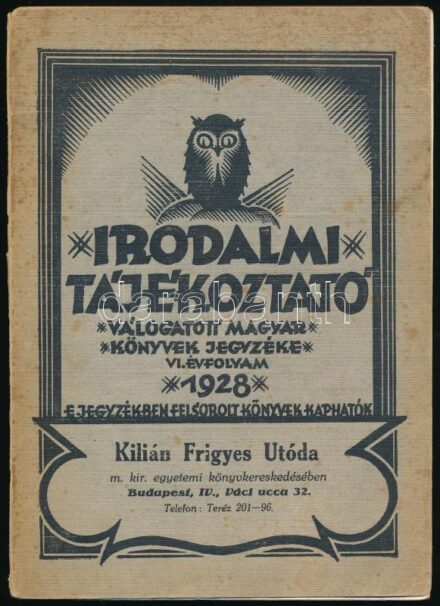 IRODALMI
TÁJÉKOZTATÓ
VÁLOGATOTT MAGYAR
KÖNYVEK JEGYZÉKE
VI. ÉVFOLYAM
1928
E JEGYZÉKBEN FELSOROLT KÖNYVEK KAPHATÓK
Kilián Frigyes Utóda
m. kir. egyetemi könyvkereskedésében
Budapest, IV., Váci ucca 32.
Telefon: Teréz 201—96.
darabanth